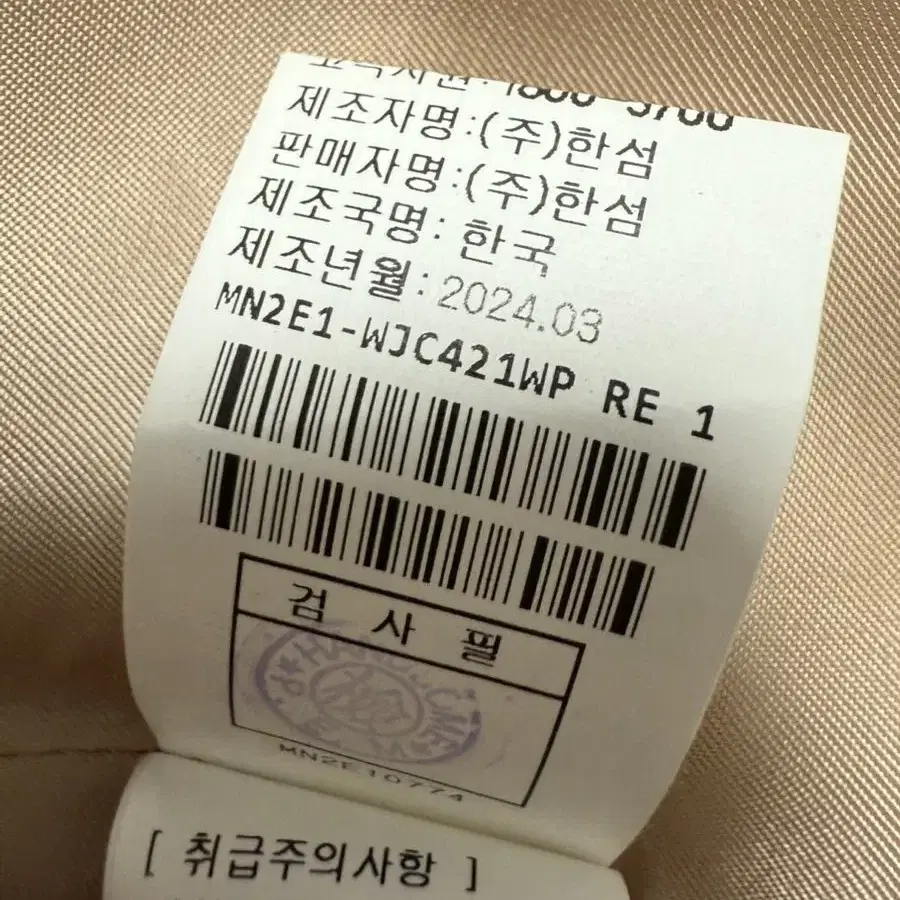 제조자명:(주)한섬
판매자명:(주)한섬
제조국명: 한국
제조년월: 2024.03
MN2E1-WJC421WP RE 1
검 사 필
MN2E10774
[ 취급주의사항 ]